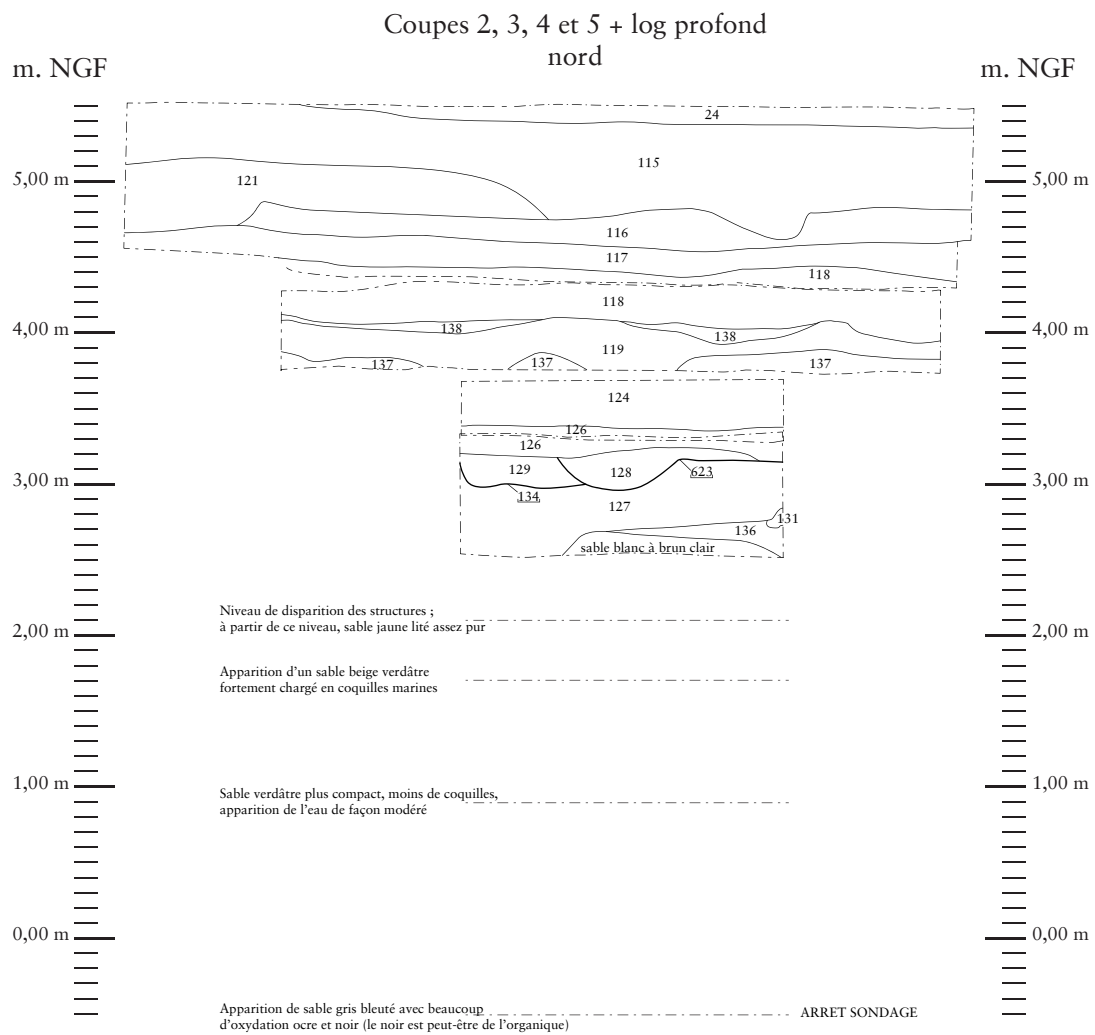 Coupes 2, 3, 4 et 5 + log profond
nord
m. NGF
m. NGF
24
115
5,00 m
121
5,00 m
116
117
118
118
4,00 m
138
138
4,00 m
119
137
137
137
124
126
126
129
128
623
3,00 m
134
3,00 m
127
131
136
sable blanc à brun clair
Niveau de disparition des structures ;
à partir de ce niveau, sable jaune lité assez pur
2,00 m
2,00 m
Apparition d'un sable beige verdâtre
fortement chargé en coquilles marines
1,00 m
1,00 m
Sable verdâtre plus compact, moins de coquilles,
apparition de l'eau de façon modéré
0,00 m
0,00 m
Apparition de sable gris bleuté avec beaucoup
d'oxydation ocre et noir (le noir est peut-être de l'organique)
ARRET SONDAGE